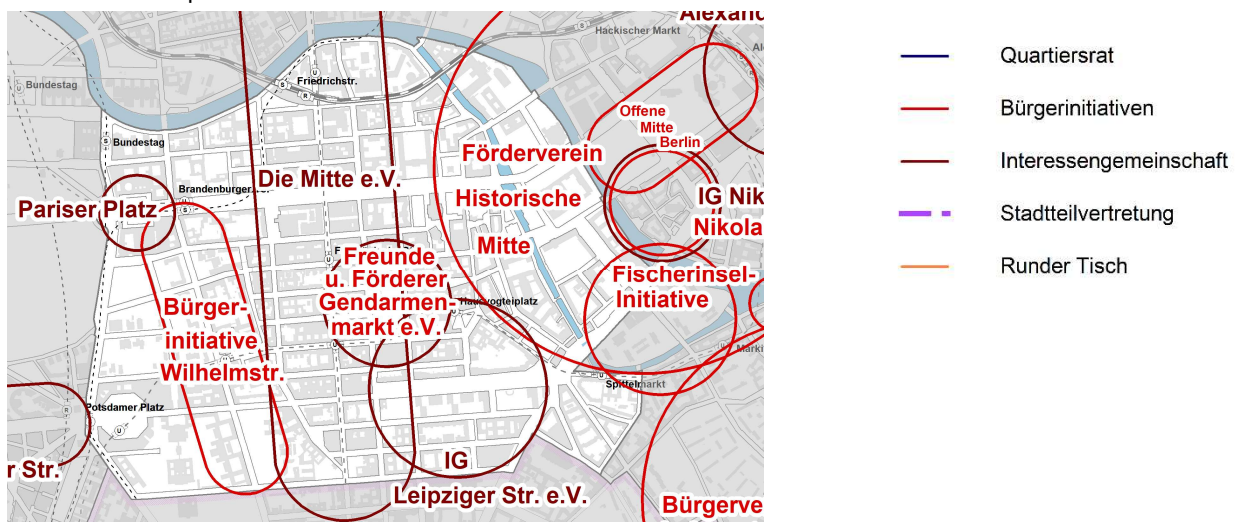 Alexand
Hackischer Markt
Bundestag
Friedrichstr.
Offene
Mitte
Berlin
Bundestag
Förderverein
Die Mitte e.V.
Brandenburger
Historische
IG Nik
Pariser Platz
Nikola
Mitte
Freunde
u. Förderer
Gendarmen-
markt e.V.
Fischerinsel-
Initiative
Hausvogteiplatz
Bürger-
initiative
Wilhelmstr.
Märki
Spittelmarkt
Potsdamer Platz
r Str.
IG
Leipziger Str. e.V.
Bürgerve
Quartiersrat
Bürgerinitiativen
Interessengemeinschaft
Stadtteilvertretung
Runder Tisch